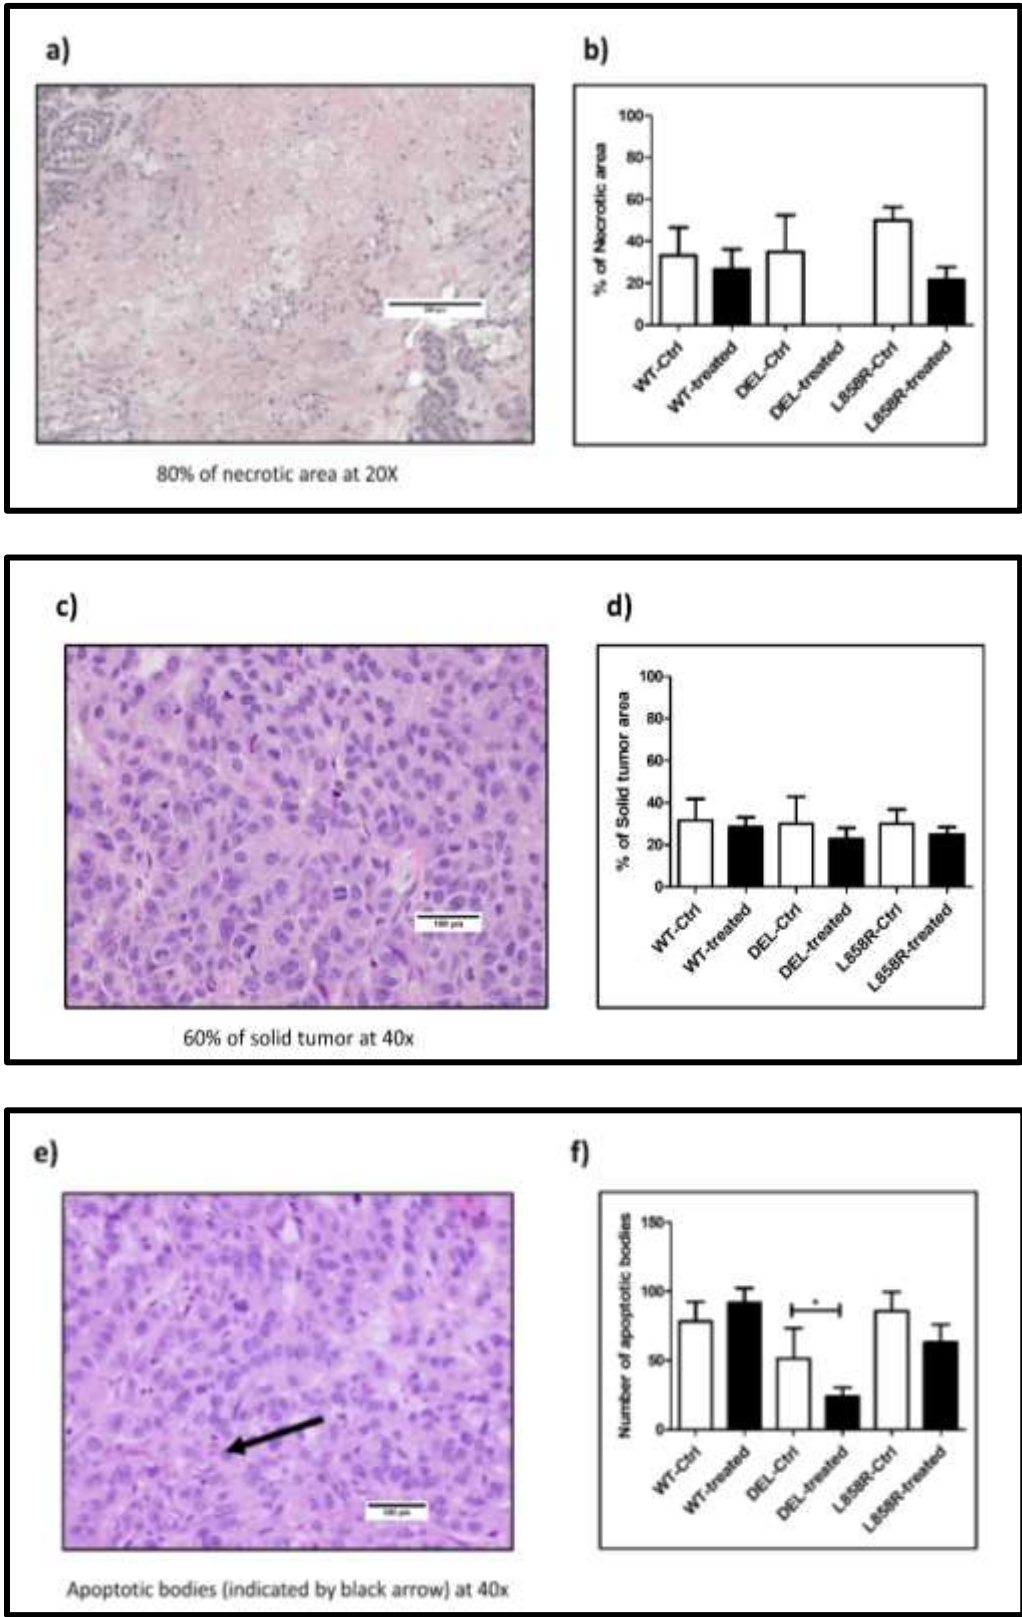 a)
b)
% of Necrotic area
100
80
60
40
20
0
WT-Ctrl
WT-treated
DEL-Ctrl
DEL-treated
L858R-Ctrl
L858R-treated
80% of necrotic area at 20X
c)
d)
% of Solid tumor area
100
80
60
40
20
0
WT-Ctrl
WT-treated
DEL-Ctrl
DEL-treated
L858R-Ctrl
L858R-treated
100 µm
60% of solid tumor at 40x
e)
f)
Number of apoptotic bodies
150
100
50
0
*
WT-Ctrl
WT-treated
DEL-Ctrl
DEL-treated
L858R-Ctrl
L858R-treated
100 µm
Apoptotic bodies (indicated by black arrow) at 40x